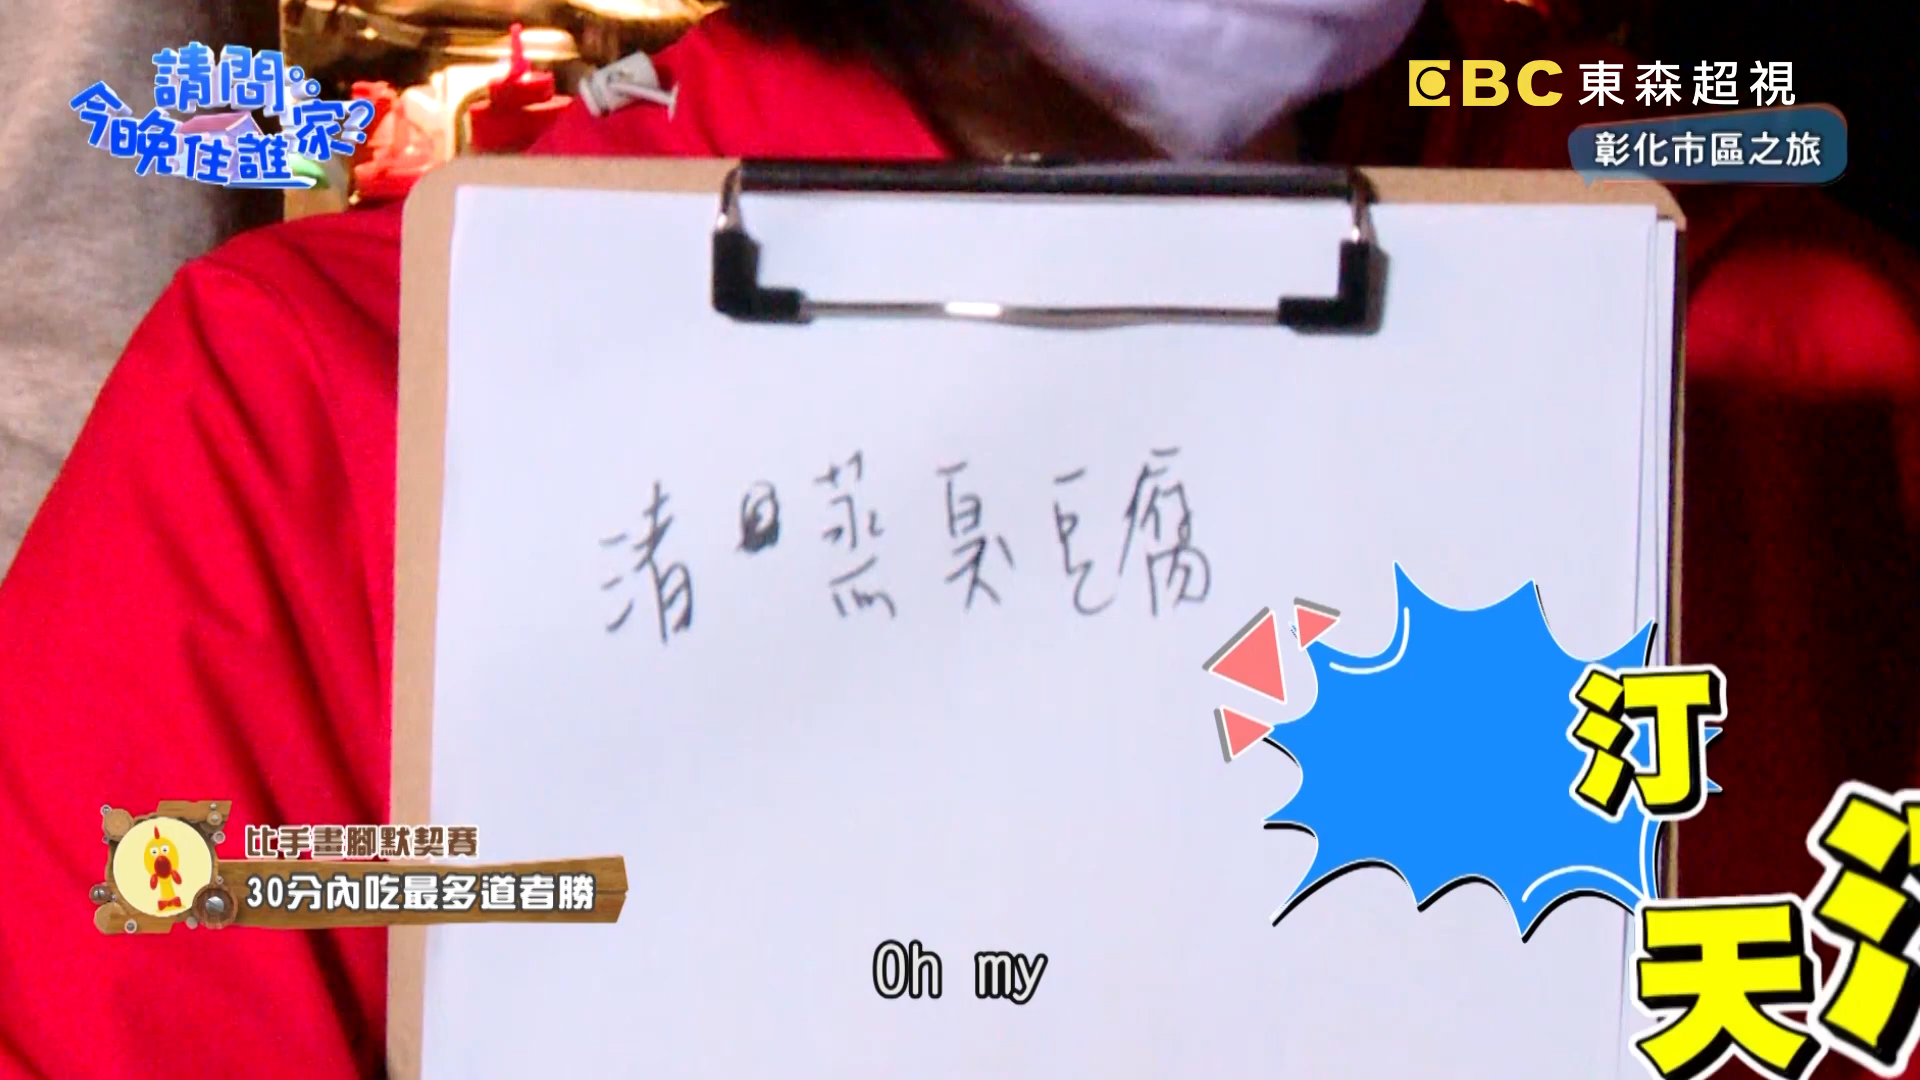 請問
今晚住誰家?
EBC 東森超視
彰化市區之旅
清蒸臭豆腐
比手畫腳默契賽
30分內吃最多道者勝
汀
天
Oh my